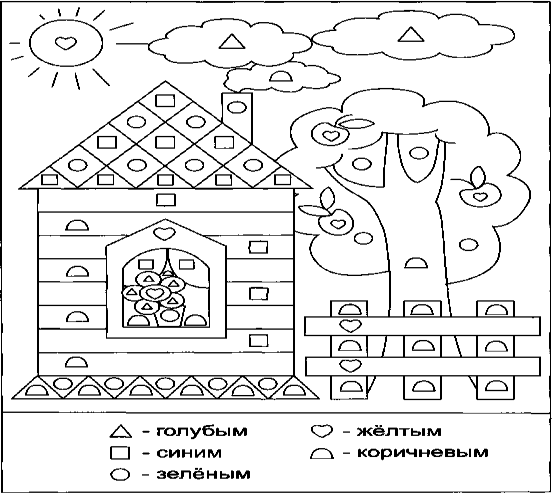 - голубым
- синим
- зелёным
- жёлтым
- коричневым